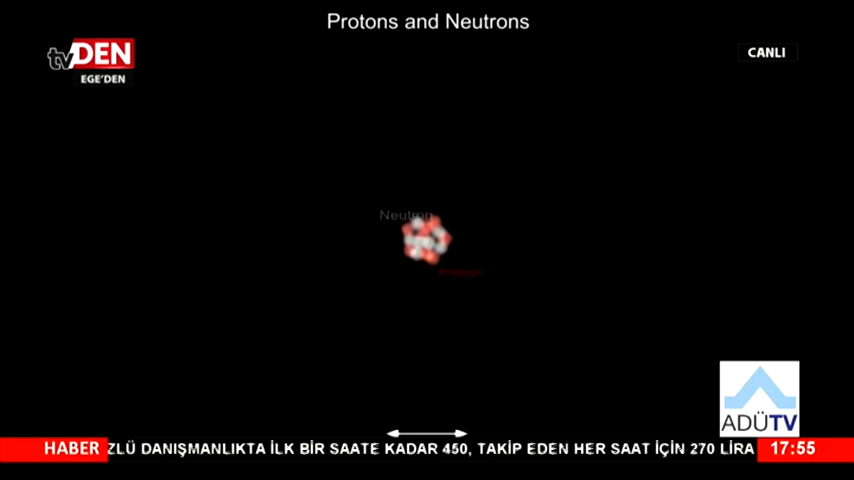 Protons and Neutrons
tvDEN
EGE'DEN
CANLI
Neutron
ADÜTV
HABER
ZLÜ DANIŞMANLIKTA İLK BİR SAATE KADAR 450, TAKİP EDEN HER SAAT İÇİN 270 LİRA
17:55